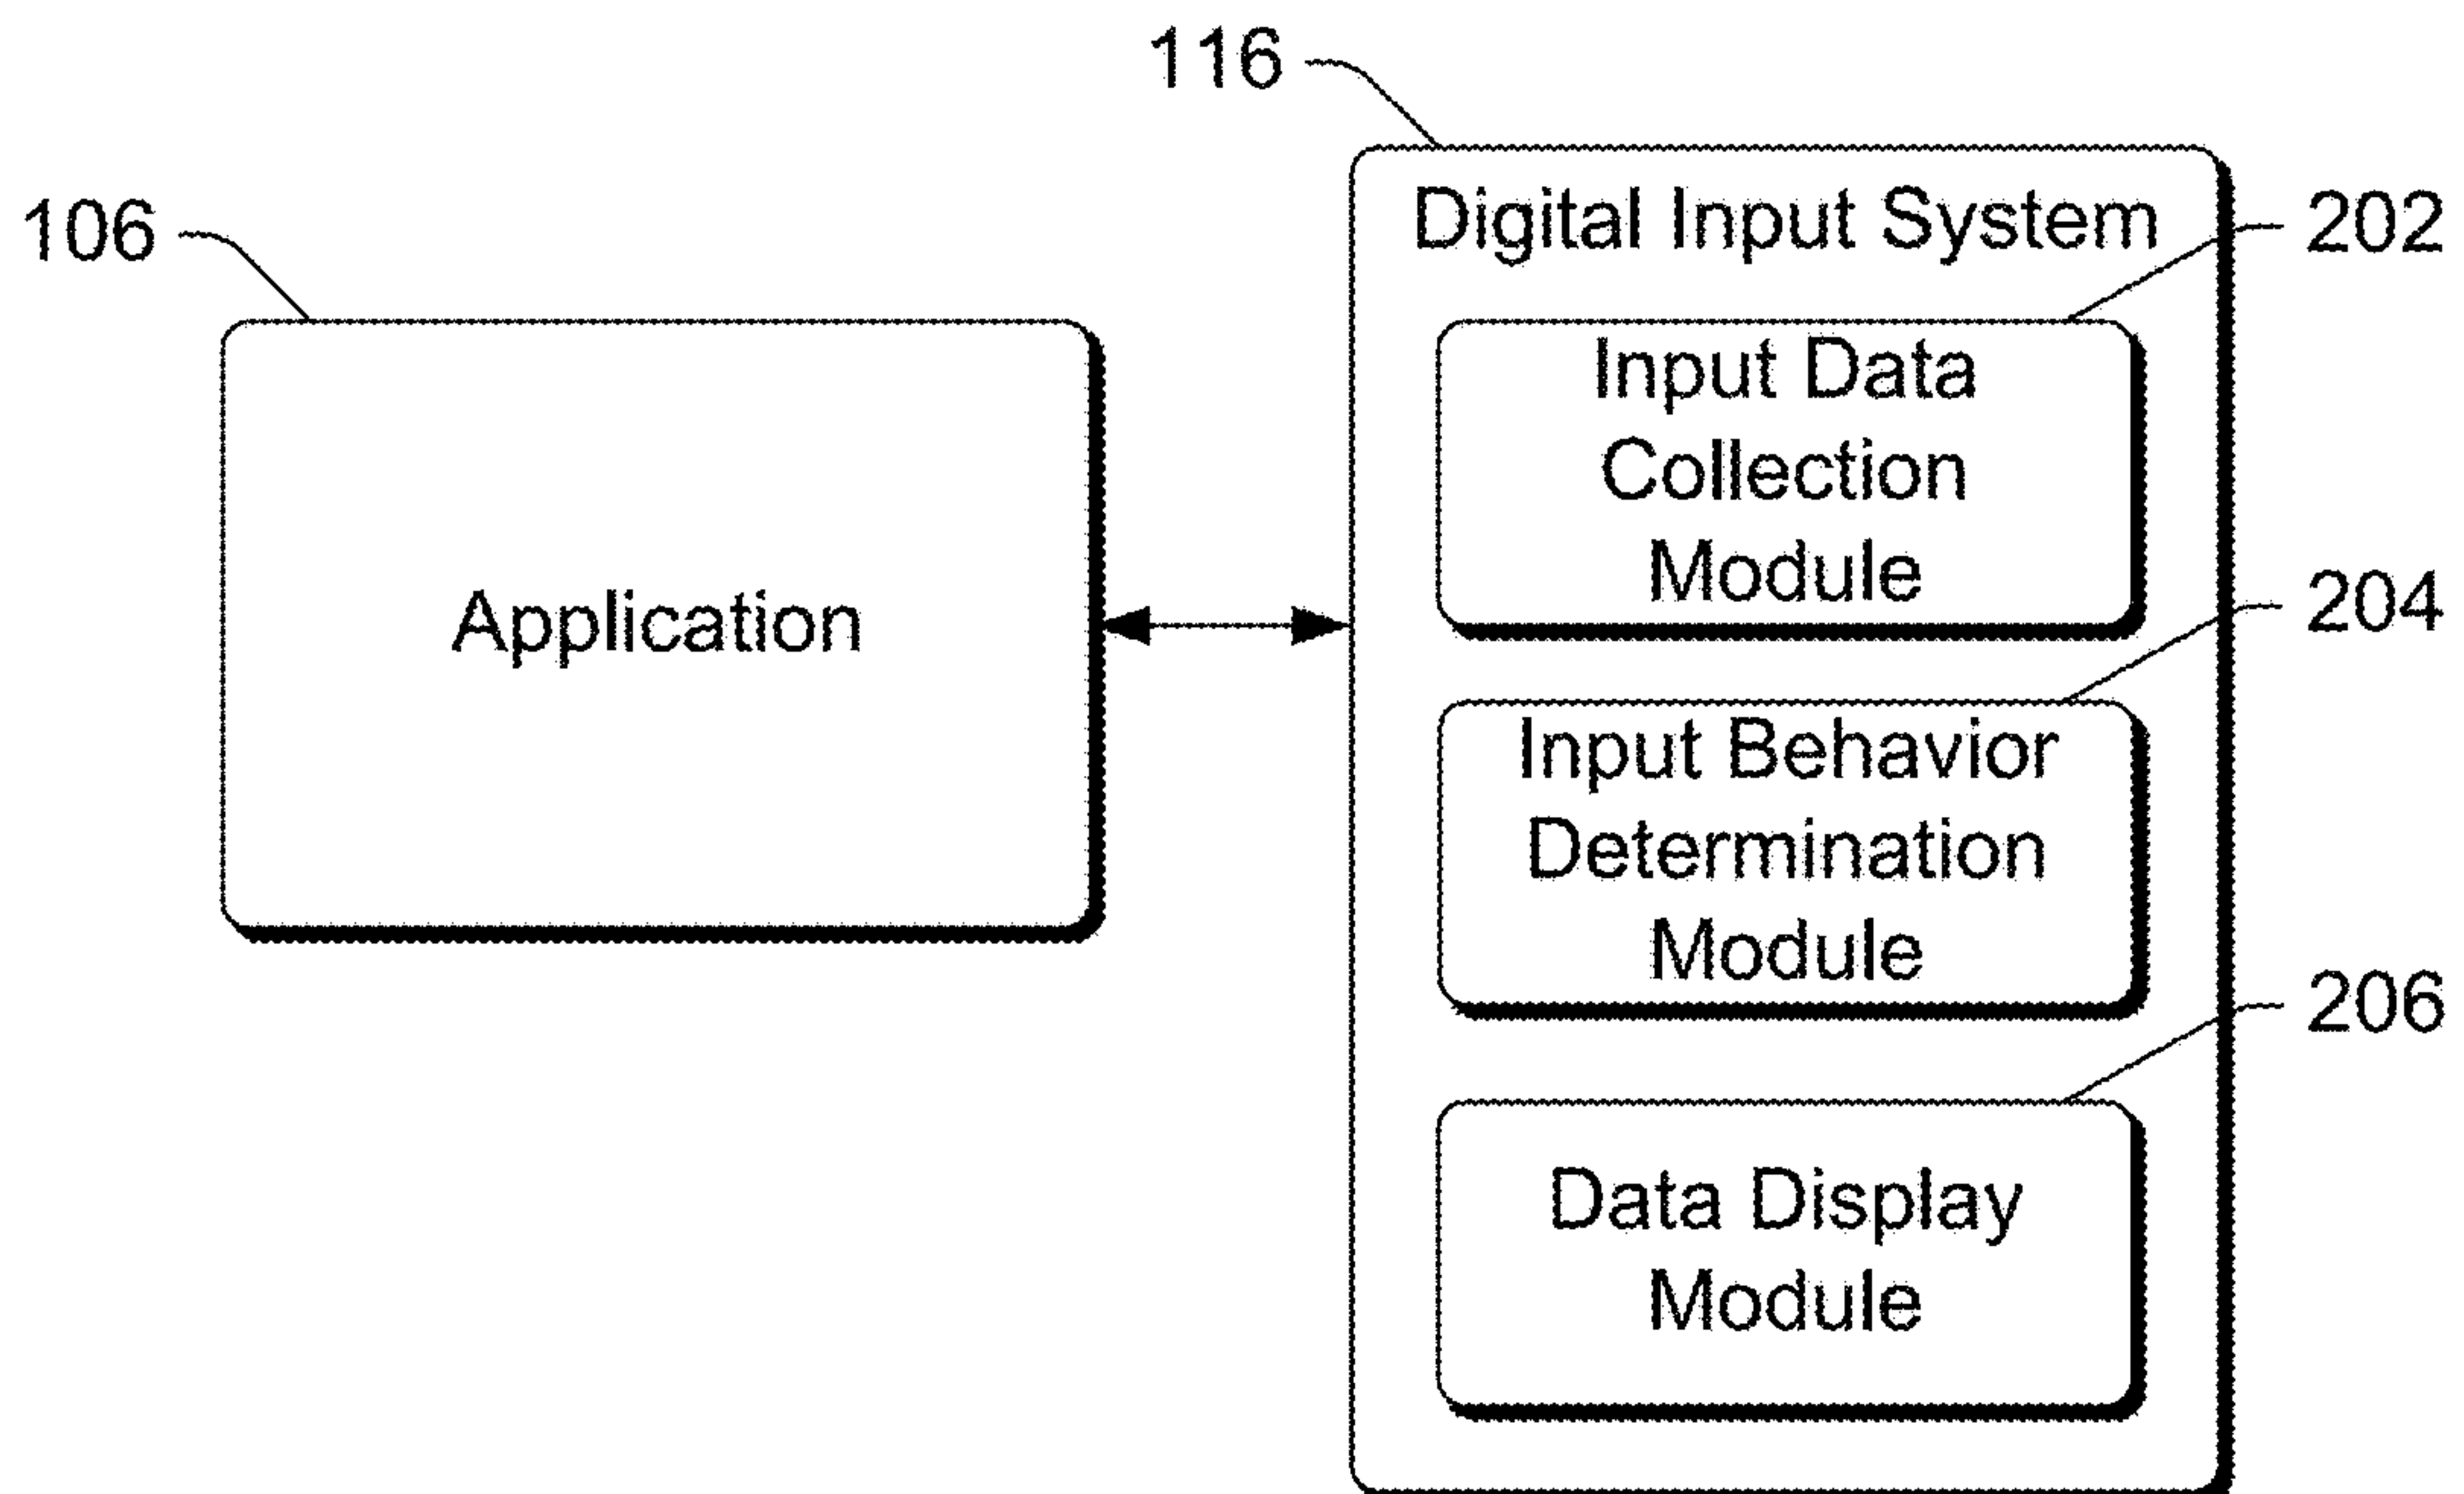 116
Digital Input System
106
202
Input Data
Collection
Module
Application
204
Input Behavior
Determination
Module
206
Data Display
Module